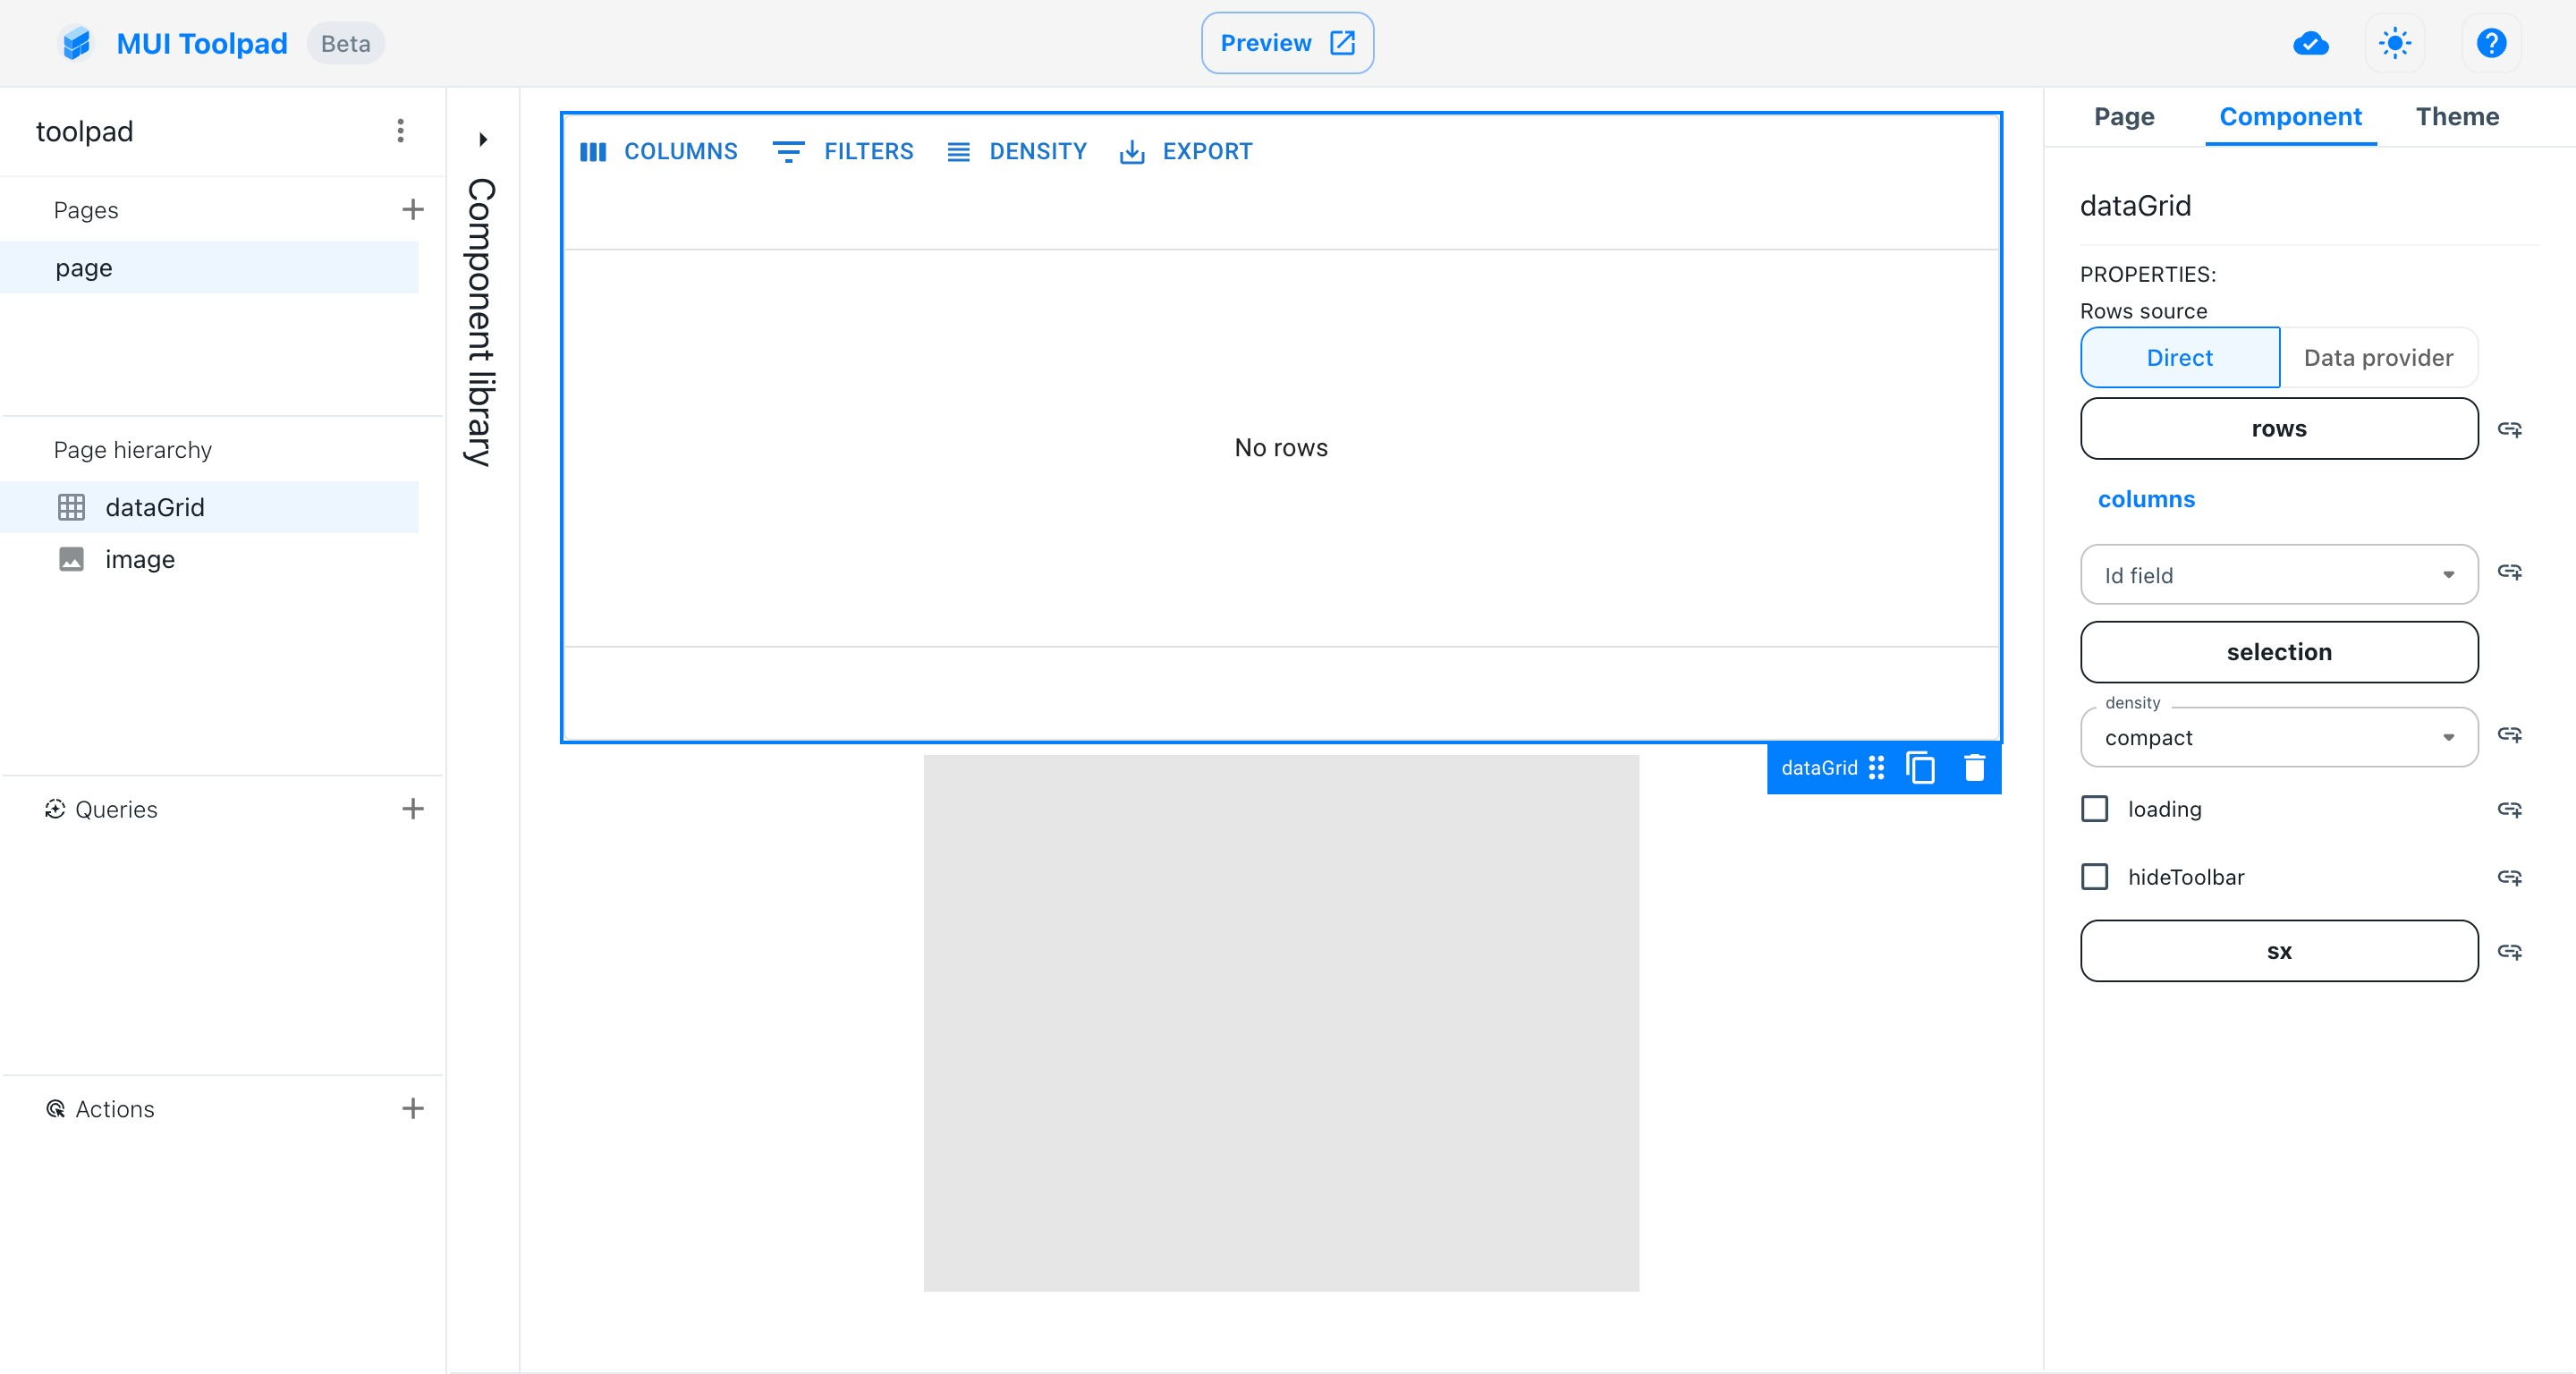 MUI Toolpad Beta
Preview
toolpad
Pages
page
Page hierarchy
dataGrid
image
Queries
Actions
Component library
COLUMNS FILTERS DENSITY EXPORT
No rows
dataGrid
Page Component Theme
dataGrid
PROPERTIES:
Rows source
Direct Data provider
rows
columns
Id field
selection
density
compact
loading
hideToolbar
sx